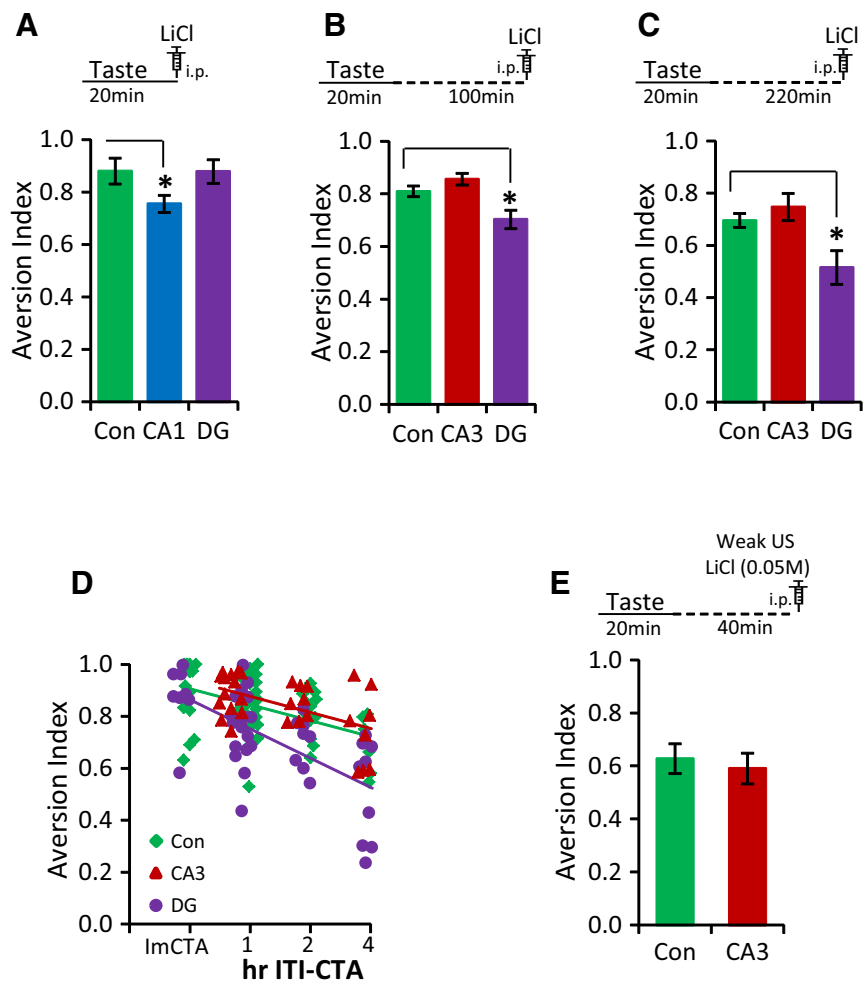 A
LiCl
i.p.
Taste
20min
Aversion Index
1.0
0.8
0.6
0.4
0.2
0.0
*
Con CA1 DG
B
LiCl
i.p.
Taste
20min 100min
Aversion Index
1.0
0.8
0.6
0.4
0.2
0.0
*
Con CA3 DG
C
LiCl
i.p.
Taste
20min 220min
Aversion Index
1.0
0.8
0.6
0.4
0.2
0.0
*
Con CA3 DG
D
Aversion Index
1.0
0.8
0.6
0.4
0.2
0.0
Con
CA3
DG
ImCTA 1 2 4
hr ITI-CTA
E
Weak US
LiCl (0.05M)
i.p.
Taste
20min 40min
Aversion Index
1.0
0.8
0.6
0.4
0.2
0.0
Con CA3